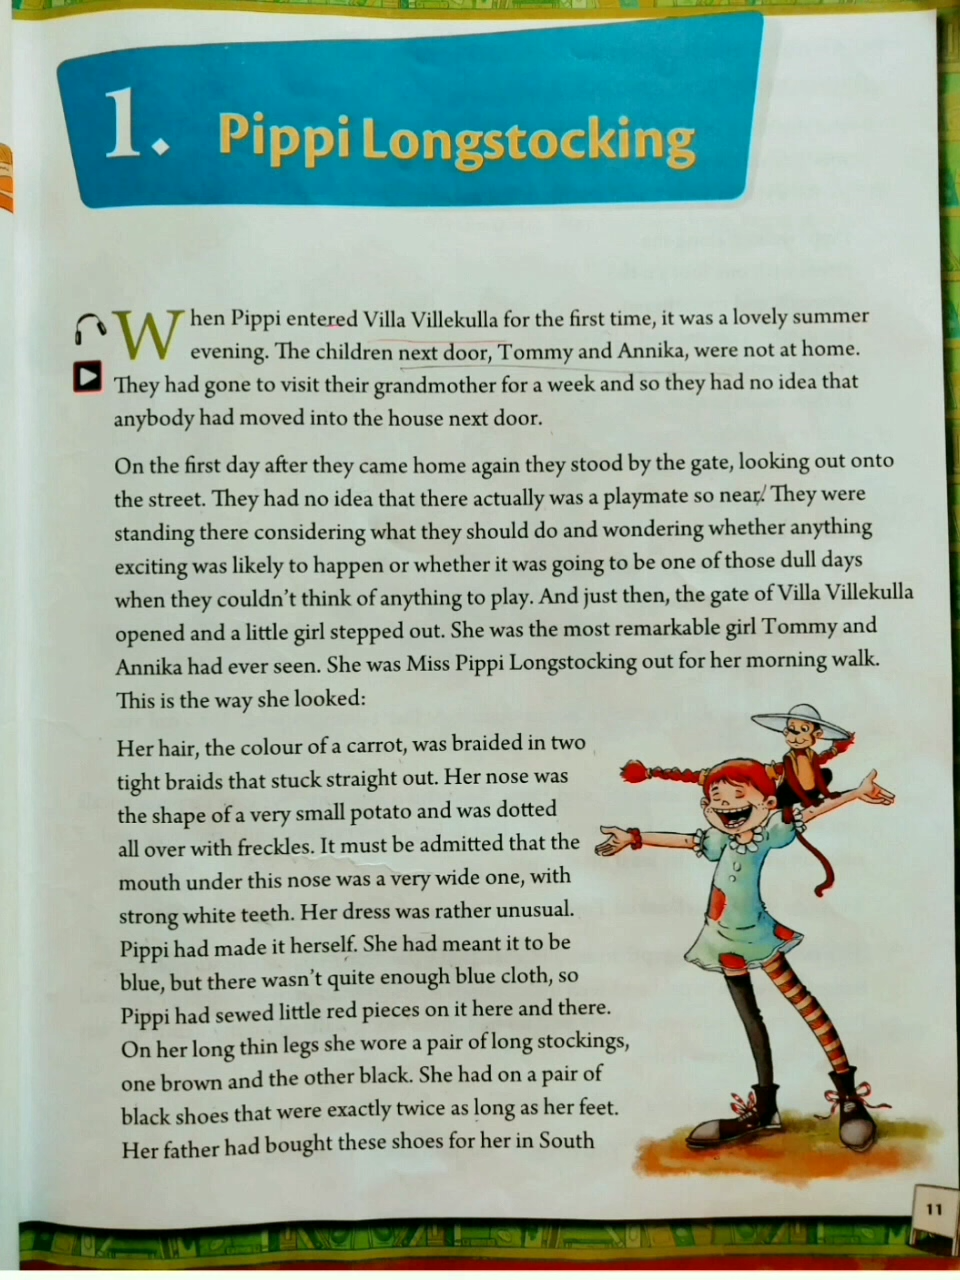 1. Pippi Longstocking
When Pippi entered Villa Villekulla for the first time, it was a lovely summer
evening. The children next door, Tommy and Annika, were not at home.
They had gone to visit their grandmother for a week and so they had no idea that
anybody had moved into the house next door.
On the first day after they came home again they stood by the gate, looking out onto
the street. They had no idea that there actually was a playmate so near. They were
standing there considering what they should do and wondering whether anything
exciting was likely to happen or whether it was going to be one of those dull days
when they couldn't think of anything to play. And just then, the gate of Villa Villekulla
opened and a little girl stepped out. She was the most remarkable girl Tommy and
Annika had ever seen. She was Miss Pippi Longstocking out for her morning walk.
This is the way she looked:
Her hair, the colour of a carrot, was braided in two
tight braids that stuck straight out. Her nose was
the shape of a very small potato and was dotted
all over with freckles. It must be admitted that the
mouth under this nose was a very wide one, with
strong white teeth. Her dress was rather unusual.
Pippi had made it herself. She had meant it to be
blue, but there wasn't quite enough blue cloth, so
Pippi had sewed little red pieces on it here and there.
On her long thin legs she wore a pair of long stockings,
one brown and the other black. She had on a pair of
black shoes that were exactly twice as long as her feet.
Her father had bought these shoes for her in South
11